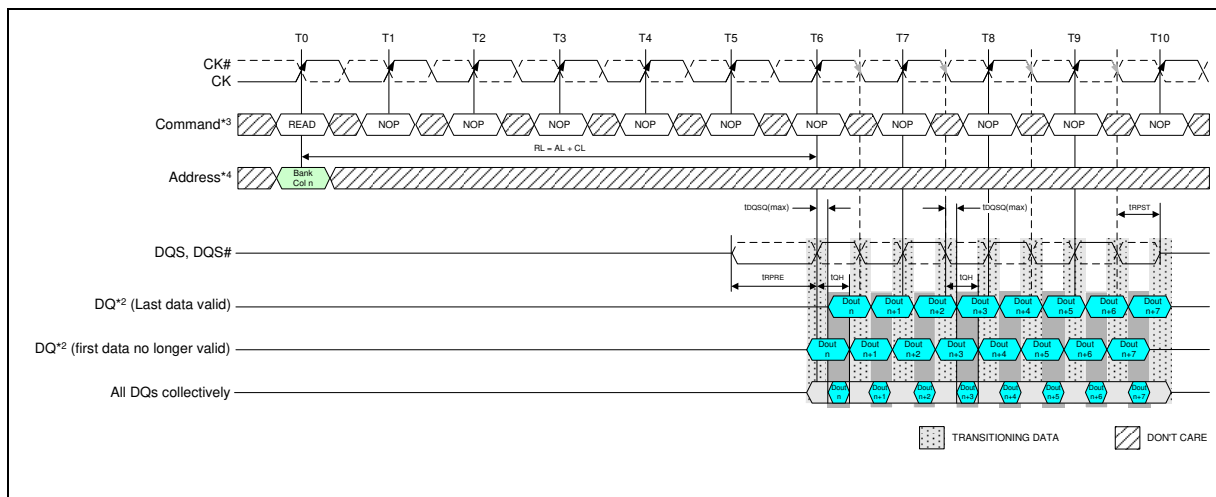 T0 T1 T2 T3 T4 T5 T6 T7 T8 T9 T10
CK#
CK
Command*3 READ NOP NOP NOP NOP NOP NOP NOP NOP NOP NOP
RL = AL + CL
Address*4 Bank
Col n
tDQSQ(max) tDQSQ(max) tRPST
DQS, DQS#
tRPRE tQH tQH
DQ*2 (Last data valid) Dout n Dout n+1 Dout n+2 Dout n+3 Dout n+4 Dout n+5 Dout n+6 Dout n+7
DQ*2 (first data no longer valid) Dout n Dout n+1 Dout n+2 Dout n+3 Dout n+4 Dout n+5 Dout n+6 Dout n+7
All DQs collectively Dout n Dout n+1 Dout n+2 Dout n+3 Dout n+4 Dout n+5 Dout n+6 Dout n+7
TRANSITIONING DATA DON'T CARE